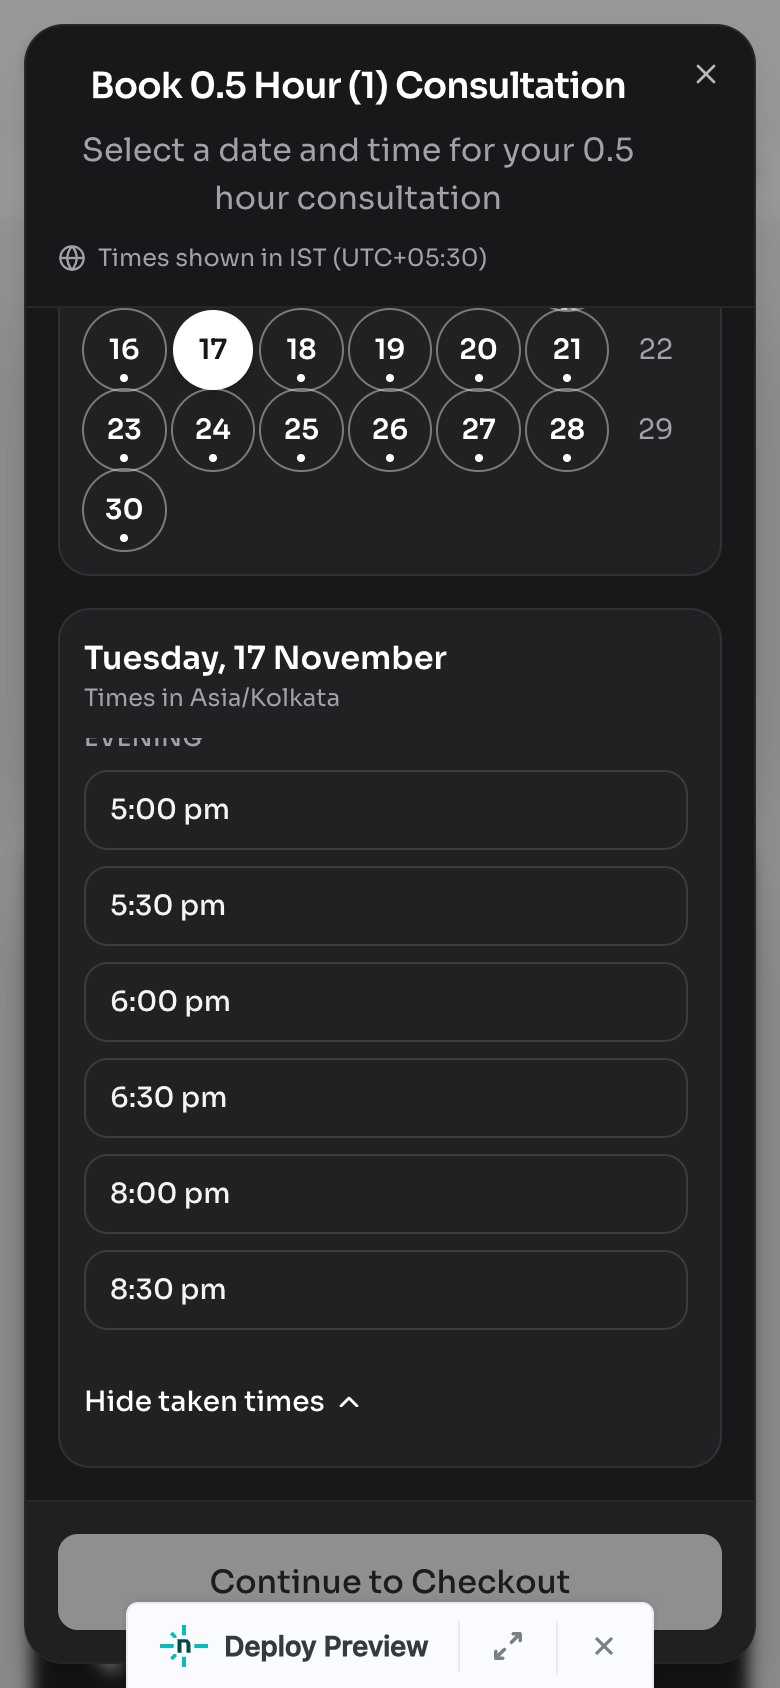 Book 0.5 Hour (1) Consultation
Select a date and time for your 0.5
hour consultation
Times shown in IST (UTC+05:30)
16 17 18 19 20 21 22
23 24 25 26 27 28 29
30
Tuesday, 17 November
Times in Asia/Kolkata
EVENING
5:00 pm
5:30 pm
6:00 pm
6:30 pm
8:00 pm
8:30 pm
Hide taken times
Continue to Checkout
n Deploy Preview